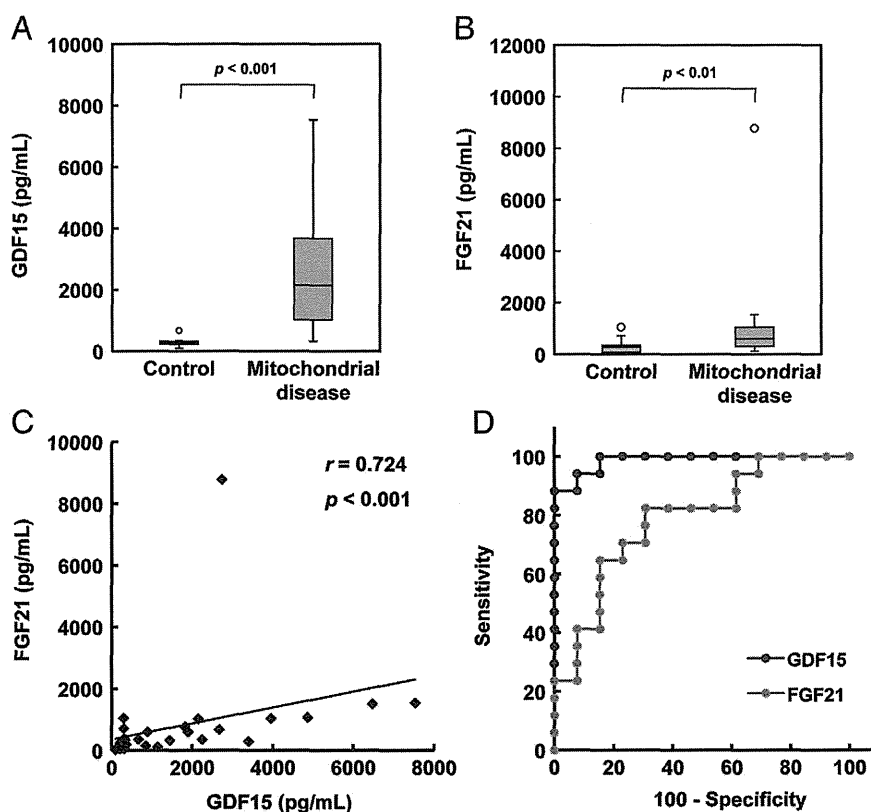 A
10000
8000
6000
4000
2000
0
GDF15 (pg/mL)
p < 0.001
Control
Mitochondrial
disease
B
12000
10000
8000
6000
4000
2000
0
FGF21 (pg/mL)
p < 0.01
Control
Mitochondrial
disease
C
10000
8000
6000
4000
2000
0
FGF21 (pg/mL)
r = 0.724
p < 0.001
0 2000 4000 6000 8000
GDF15 (pg/mL)
D
100
80
60
40
20
0
Sensitivity
GDF15
FGF21
0 20 40 60 80 100
100 - Specificity